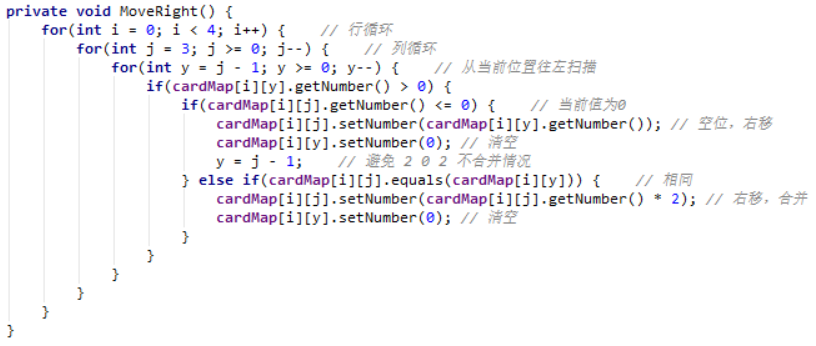 private void MoveRight() {
for(int i = 0; i < 4; i++) { // 行循环
for(int j = 3; j >= 0; j--) { // 列循环
for(int y = j - 1; y >= 0; y--) { // 从当前位置往左扫描
if(cardMap[i][y].getNumber() > 0) {
if(cardMap[i][j].getNumber() <= 0) { // 当前值为0
cardMap[i][j].setNumber(cardMap[i][y].getNumber()); // 空位，右移
cardMap[i][y].setNumber(0); // 清空
y = j - 1; // 避免 2 0 2 不合并情况
} else if(cardMap[i][j].equals(cardMap[i][y])) { // 相同
cardMap[i][j].setNumber(cardMap[i][j].getNumber() * 2); // 右移，合并
cardMap[i][y].setNumber(0); // 清空
}
}
}
}
}
}